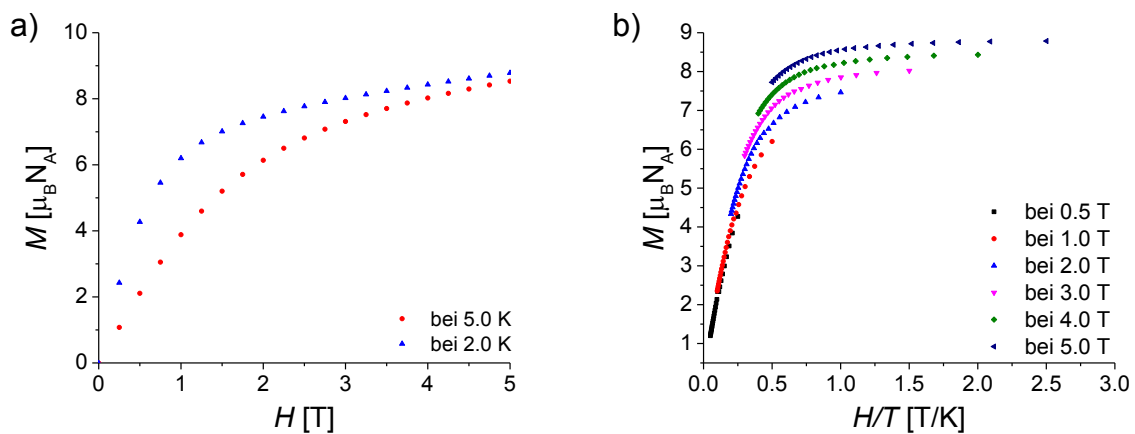 a)
10
8
6
4
2
0
M [μBNA]
0 1 2 3 4 5
H [T]
bei 5.0 K
bei 2.0 K
b)
9
8
7
6
5
4
3
2
1
M [μBNA]
0.0 0.5 1.0 1.5 2.0 2.5 3.0
H/T [T/K]
bei 0.5 T
bei 1.0 T
bei 2.0 T
bei 3.0 T
bei 4.0 T
bei 5.0 T